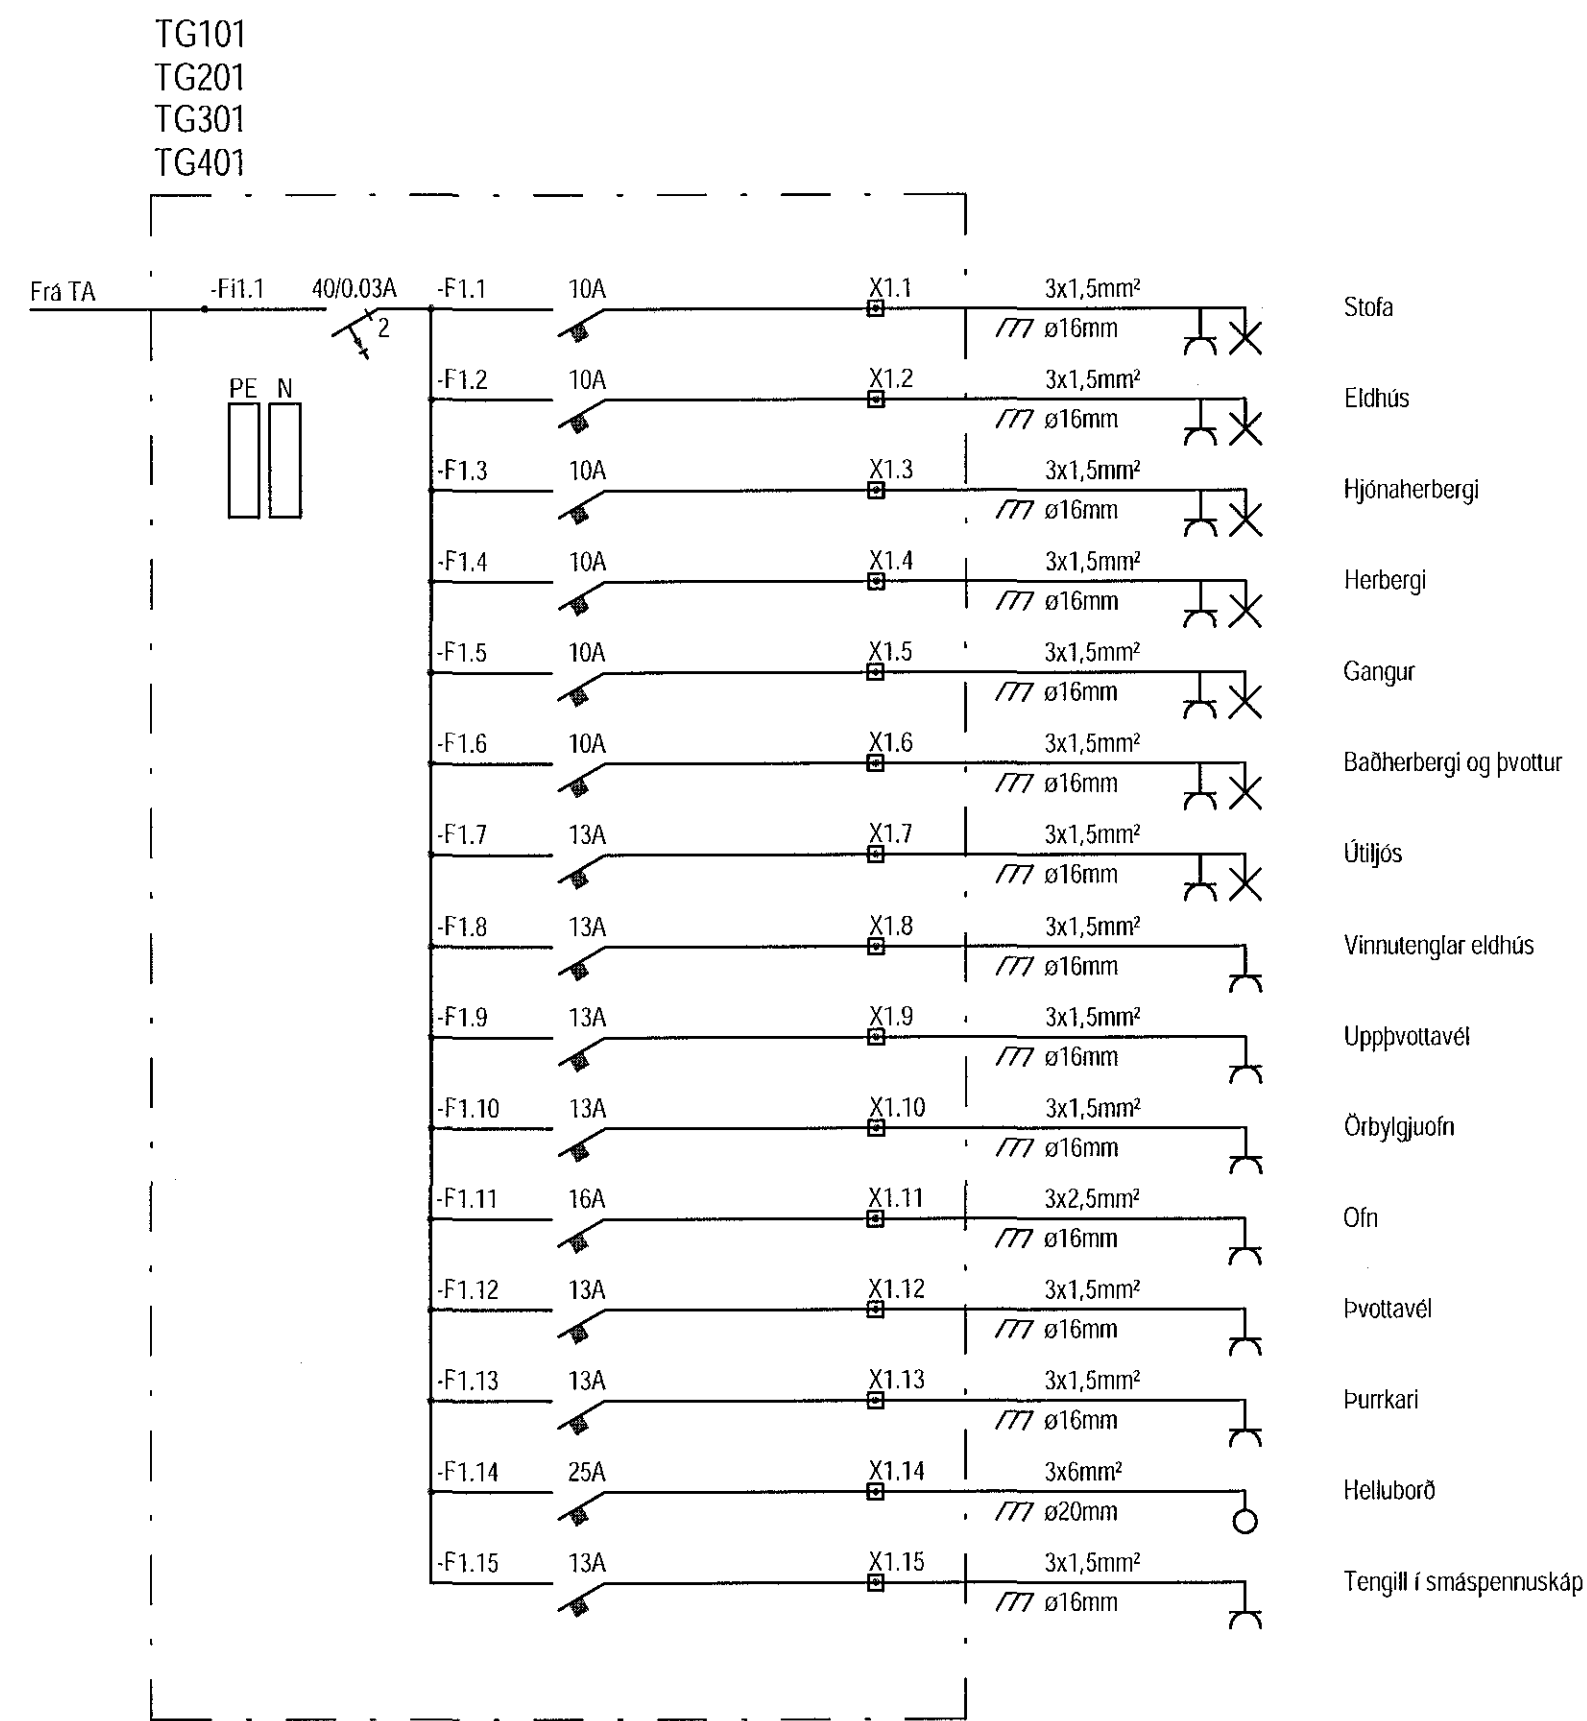 TG101
TG201
TG301
TG401
Frá TA -Fi1.1 40/0.03A -F1.1 10A X1.1 3x1,5mm² Stofa
2 ø16mm
PE N -F1.2 10A X1.2 3x1,5mm² Eldhús
ø16mm
-F1.3 10A X1.3 3x1,5mm² Hjónaherbergi
ø16mm
-F1.4 10A X1.4 3x1,5mm² Herbergi
ø16mm
-F1.5 10A X1.5 3x1,5mm² Gangur
ø16mm
-F1.6 10A X1.6 3x1,5mm² Baðherbergi og þvottur
ø16mm
-F1.7 13A X1.7 3x1,5mm² Útiljós
ø16mm
-F1.8 13A X1.8 3x1,5mm² Vinnutenglar eldhús
ø16mm
-F1.9 13A X1.9 3x1,5mm² Uppþvottavél
ø16mm
-F1.10 13A X1.10 3x1,5mm² Örbylgjuofn
ø16mm
-F1.11 16A X1.11 3x2,5mm² Ofn
ø16mm
-F1.12 13A X1.12 3x1,5mm² Þvottavél
ø16mm
-F1.13 13A X1.13 3x1,5mm² Þurrkari
ø16mm
-F1.14 25A X1.14 3x6mm² Helluborð
ø20mm
-F1.15 13A X1.15 3x1,5mm² Tengill í smáspennuskáp
ø16mm